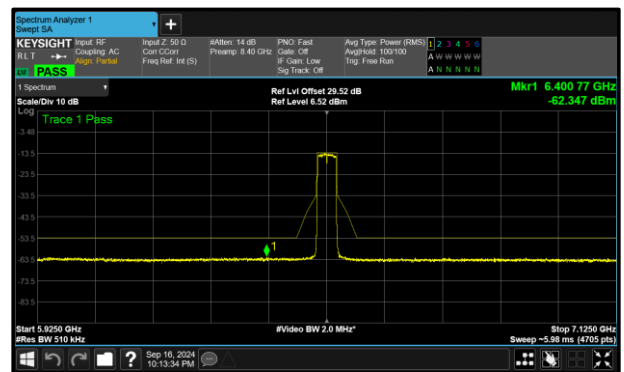 Spectrum Analyzer 1
Swept SA
+
KEYSIGHT
RLT
PASS
Input: RF
Coupling: AC
Align: Partial
Input Z: 50 Ω
Corr CCorr
Freq Ref: Int (S)
#Atten: 14 dB
Preamp: 8.40 GHz
PNO: Fast
Gate: Off
IF Gain: Low
Sig Track: Off
Avg Type: Power (RMS)
Avg|Hold: 100/100
Trig: Free Run
1 2 3 4 5 6
A W W W W W
A N N N N N
1 Spectrum
Scale/Div 10 dB
Ref Lvl Offset 29.52 dB
Ref Level 6.52 dBm
Mkr1 6.400 77 GHz
-62.347 dBm
Log
Trace 1 Pass
-3.48
-13.5
-23.5
-33.5
-43.5
-53.5
-63.5
-73.5
-83.5
1
Start 5.9250 GHz
#Res BW 510 kHz
#Video BW 2.0 MHz*
Stop 7.1250 GHz
Sweep ~5.98 ms (4705 pts)
?
Sep 16, 2024
10:13:34 PM